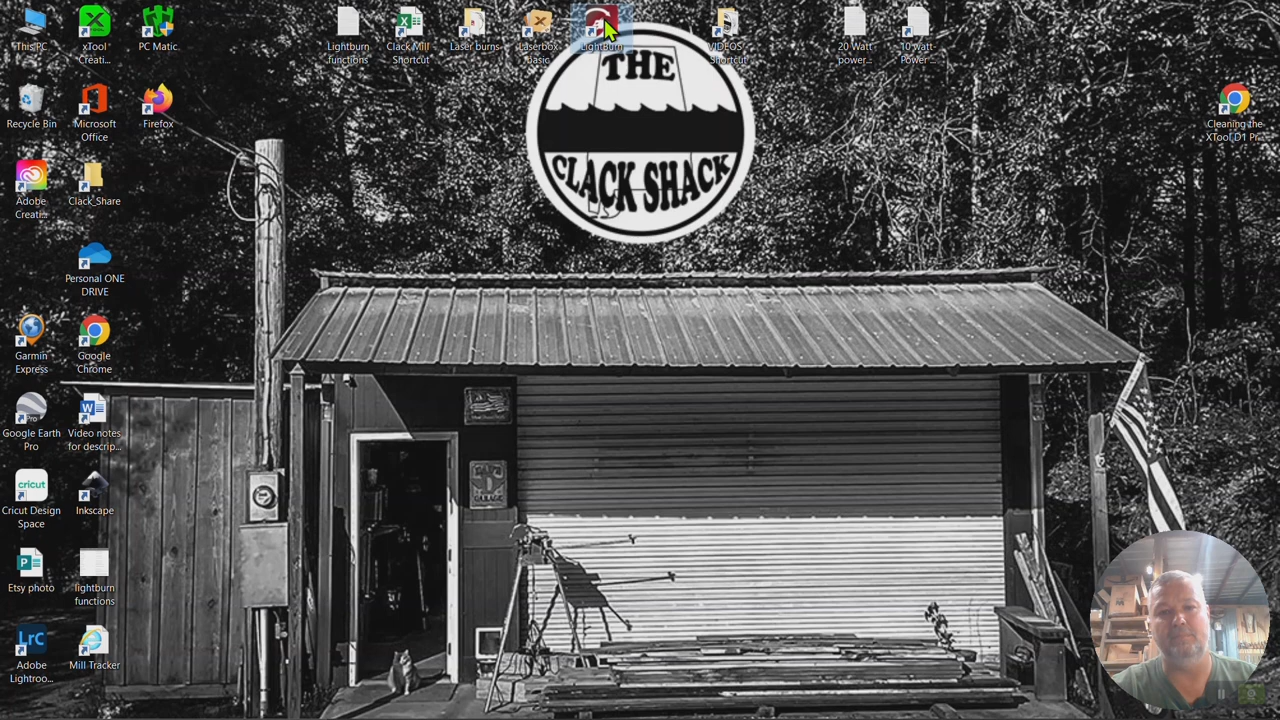 This PC
xTool
Creati...
PC Matic
Lightburn
functions
Clack Mill
Shortcut
Laser burns
Laserbox
basic
LightBurn
VIDEOS
Shortcut
20 Watt
power...
10 watt
Power ...
Recycle Bin
Microsoft
Office
Firefox
Cleaning the
XTool D1 Pr...
Adobe
Creati...
Clack_Share
Personal ONE
DRIVE
Garmin
Express
Google
Chrome
Pro
Google Earth
Pro
Video notes
for descrip...
cricut
Cricut Design
Space
Inkscape
Etsy photo
lightburn
functions
LrC
Adobe
Lightroo...
Mill Tracker
THE
CLACK SHACK
GARAGE